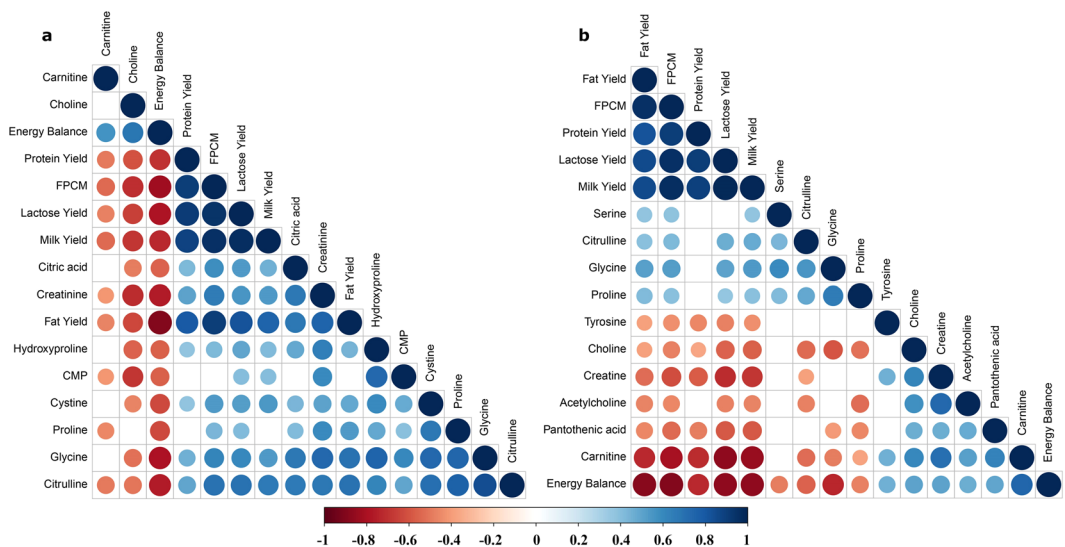 a
Carnitine
Choline
Energy Balance
Protein Yield
FPCM
Lactose Yield
Milk Yield
Citric acid
Creatinine
Fat Yield
Hydroxyproline
CMP
Cystine
Proline
Glycine
Citrulline
Carnitine
Choline
Energy Balance
Protein Yield
FPCM
Lactose Yield
Milk Yield
Citric acid
Creatinine
Fat Yield
Hydroxyproline
CMP
Cystine
Proline
Glycine
Citrulline
b
Fat Yield
FPCM
Protein Yield
Lactose Yield
Milk Yield
Serine
Citrulline
Glycine
Proline
Tyrosine
Choline
Creatine
Acetylcholine
Pantothenic acid
Carnitine
Energy Balance
Fat Yield
FPCM
Protein Yield
Lactose Yield
Milk Yield
Serine
Citrulline
Glycine
Proline
Tyrosine
Choline
Creatine
Acetylcholine
Pantothenic acid
Carnitine
Energy Balance
-1 -0.8 -0.6 -0.4 -0.2 0 0.2 0.4 0.6 0.8 1